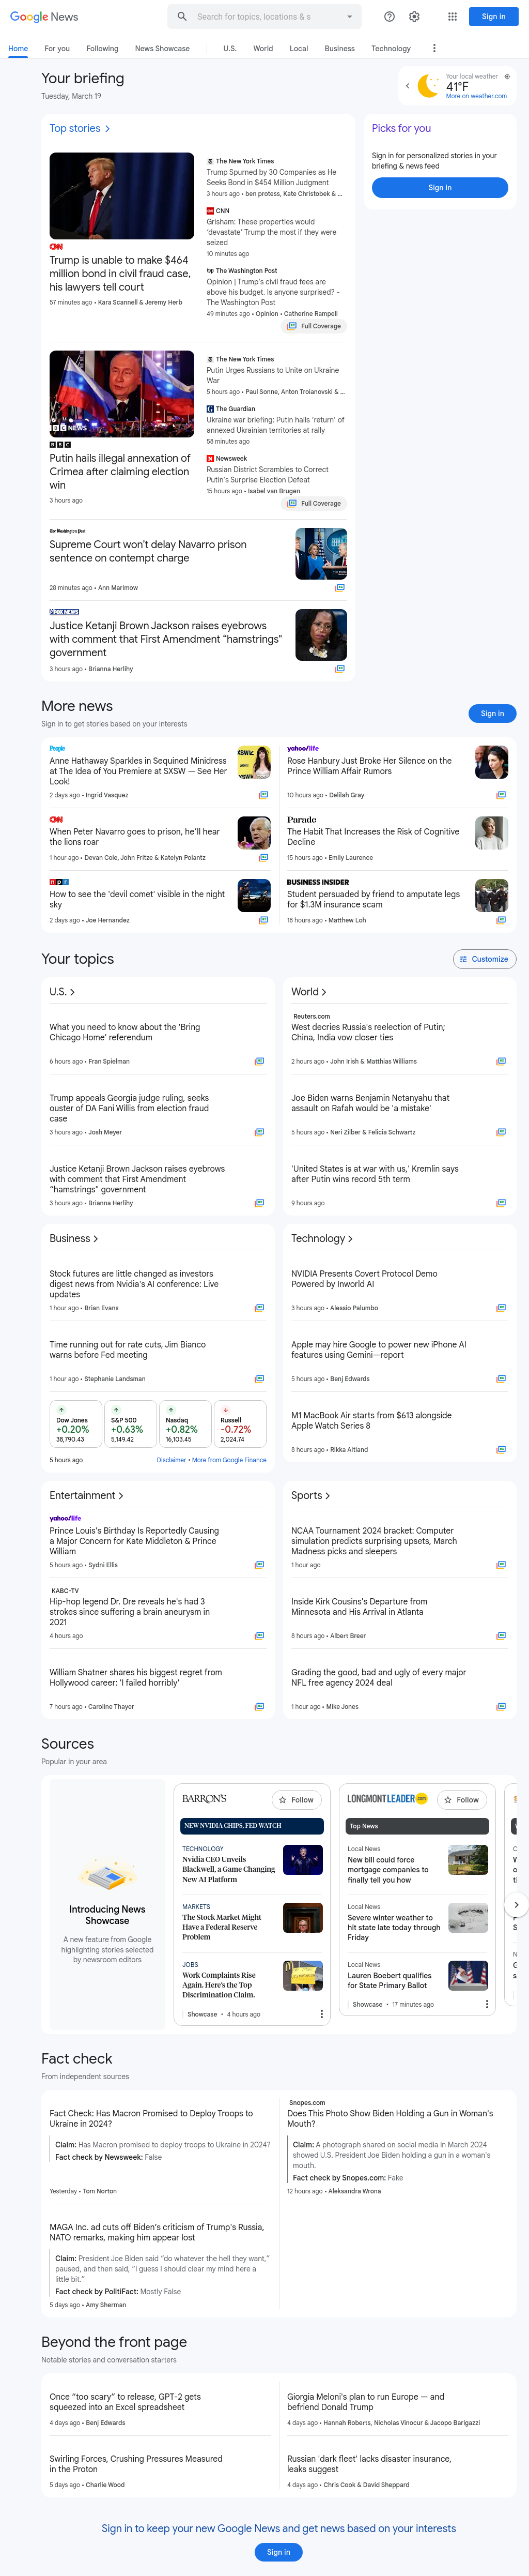 Google News
Search for topics, locations & s
Sign in
Home
For you
Following
News Showcase
U.S.
World
Local
Business
Technology
Your briefing
Tuesday, March 19
Your local weather
41°F
More on weather.com
Top stories
CNN
Trump is unable to make $464
million bond in civil fraud case,
his lawyers tell court
57 minutes ago • Kara Scannell & Jeremy Herb
The New York Times
Trump Spurned by 30 Companies as He
Seeks Bond in $454 Million Judgment
3 hours ago • ben protess, Kate Christobek & ...
CNN
Grisham: These properties would
‘devastate’ Trump the most if they were
seized
10 minutes ago
The Washington Post
Opinion | Trump's civil fraud fees are
above his budget. Is anyone surprised? -
The Washington Post
49 minutes ago • Opinion • Catherine Rampell
Full Coverage
BBC NEWS
BBC
Putin hails illegal annexation of
Crimea after claiming election
win
3 hours ago
The New York Times
Putin Urges Russians to Unite on Ukraine
War
5 hours ago • Paul Sonne, Anton Troianovski & ...
The Guardian
Ukraine war briefing: Putin hails ‘return’ of
annexed Ukrainian territories at rally
58 minutes ago
Newsweek
Russian District Scrambles to Correct
Putin's Surprise Election Defeat
15 hours ago • Isabel van Brugen
Full Coverage
The Washington Post
Supreme Court won’t delay Navarro prison
sentence on contempt charge
28 minutes ago • Ann Marimow
FOX NEWS
Justice Ketanji Brown Jackson raises eyebrows
with comment that First Amendment "hamstrings"
government
3 hours ago • Brianna Herlihy
Picks for you
Sign in for personalized stories in your
briefing & news feed
Sign in
More news
Sign in to get stories based on your interests
Sign in
People
Anne Hathaway Sparkles in Sequined Minidress
at The Idea of You Premiere at SXSW — See Her
Look!
2 days ago • Ingrid Vasquez
yahoo/life
Rose Hanbury Just Broke Her Silence on the
Prince William Affair Rumors
10 hours ago • Delilah Gray
CNN
When Peter Navarro goes to prison, he’ll hear
the lions roar
1 hour ago • Devan Cole, John Fritze & Katelyn Polantz
Parade
The Habit That Increases the Risk of Cognitive
Decline
15 hours ago • Emily Laurence
npr
How to see the 'devil comet' visible in the night
sky
2 days ago • Joe Hernandez
BUSINESS INSIDER
Student persuaded by friend to amputate legs
for $1.3M insurance scam
18 hours ago • Matthew Loh
Your topics
Customize
U.S.
What you need to know about the 'Bring
Chicago Home' referendum
6 hours ago • Fran Spielman
Trump appeals Georgia judge ruling, seeks
ouster of DA Fani Willis from election fraud
case
3 hours ago • Josh Meyer
Justice Ketanji Brown Jackson raises eyebrows
with comment that First Amendment
"hamstrings" government
3 hours ago • Brianna Herlihy
World
Reuters.com
West decries Russia's reelection of Putin;
China, India vow closer ties
2 hours ago • John Irish & Matthias Williams
Joe Biden warns Benjamin Netanyahu that
assault on Rafah would be 'a mistake'
5 hours ago • Neri Zilber & Felicia Schwartz
'United States is at war with us,' Kremlin says
after Putin wins record 5th term
9 hours ago
Business
Stock futures are little changed as investors
digest news from Nvidia's AI conference: Live
updates
1 hour ago • Brian Evans
Time running out for rate cuts, Jim Bianco
warns before Fed meeting
1 hour ago • Stephanie Landsman
Dow Jones
+0.20%
38,790.43
S&P 500
+0.63%
5,149.42
Nasdaq
+0.82%
16,103.45
Russell
-0.72%
2,024.74
5 hours ago
Disclaimer • More from Google Finance
Technology
NVIDIA Presents Covert Protocol Demo
Powered by Inworld AI
3 hours ago • Alessio Palumbo
Apple may hire Google to power new iPhone AI
features using Gemini—report
5 hours ago • Benj Edwards
M1 MacBook Air starts from $613 alongside
Apple Watch Series 8
8 hours ago • Rikka Altland
Entertainment
yahoo/life
Prince Louis's Birthday Is Reportedly Causing
a Major Concern for Kate Middleton & Prince
William
5 hours ago • Sydni Ellis
KABC-TV
Hip-hop legend Dr. Dre reveals he's had 3
strokes since suffering a brain aneurysm in
2021
4 hours ago
William Shatner shares his biggest regret from
Hollywood career: 'I failed horribly'
7 hours ago • Caroline Thayer
Sports
NCAA Tournament 2024 bracket: Computer
simulation predicts surprising upsets, March
Madness picks and sleepers
1 hour ago
Inside Kirk Cousins's Departure from
Minnesota and His Arrival in Atlanta
8 hours ago • Albert Breer
Grading the good, bad and ugly of every major
NFL free agency 2024 deal
1 hour ago • Mike Jones
Sources
Popular in your area
Introducing News
Showcase
A new feature from Google
highlighting stories selected
by newsroom editors
BARRON'S
Follow
NEW NVIDIA CHIPS, FED WATCH
TECHNOLOGY
Nvidia CEO Unveils
Blackwell, a Game Changing
New AI Platform
MARKETS
The Stock Market Might
Have a Federal Reserve
Problem
JOBS
Work Complaints Rise
Again. Here's the Top
Discrimination Claim.
Showcase • 4 hours ago
LONGMONT LEADER
Follow
Top News
Local News
New bill could force
mortgage companies to
finally tell you how
Local News
Severe winter weather to
hit state late today through
Friday
Local News
Lauren Boebert qualifies
for State Primary Ballot
Showcase • 17 minutes ago
Fact check
From independent sources
Fact Check: Has Macron Promised to Deploy Troops to
Ukraine in 2024?
Claim: Has Macron promised to deploy troops to Ukraine in 2024?
Fact check by Newsweek: False
Yesterday • Tom Norton
Snopes.com
Does This Photo Show Biden Holding a Gun in Woman's
Mouth?
Claim: A photograph shared on social media in March 2024
showed U.S. President Joe Biden holding a gun in a woman's
mouth.
Fact check by Snopes.com: Fake
12 hours ago • Aleksandra Wrona
MAGA Inc. ad cuts off Biden’s criticism of Trump's Russia,
NATO remarks, making him appear lost
Claim: President Joe Biden said “do whatever the hell they want,”
paused, and then said, “I guess I should clear my mind here a
little bit.”
Fact check by PolitiFact: Mostly False
5 days ago • Amy Sherman
Beyond the front page
Notable stories and conversation starters
Once “too scary” to release, GPT-2 gets
squeezed into an Excel spreadsheet
4 days ago • Benj Edwards
Giorgia Meloni's plan to run Europe — and
befriend Donald Trump
4 days ago • Hannah Roberts, Nicholas Vinocur & Jacopo Barigazzi
Swirling Forces, Crushing Pressures Measured
in the Proton
5 days ago • Charlie Wood
Russian 'dark fleet' lacks disaster insurance,
leaks suggest
4 days ago • Chris Cook & David Sheppard
Sign in to keep your new Google News and get news based on your interests
Sign in